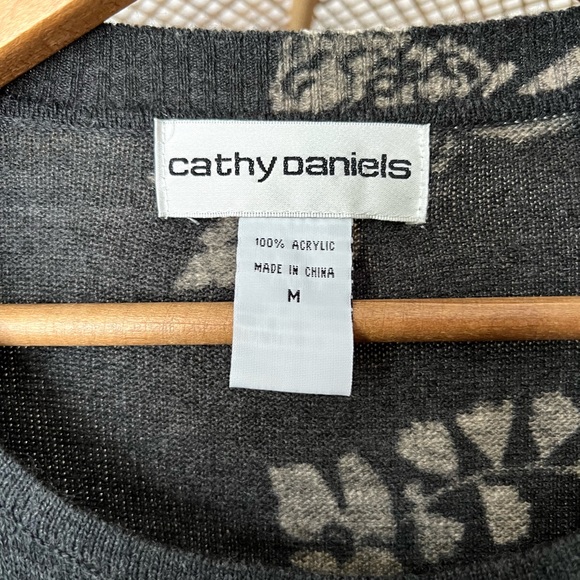 cathy Daniels
100% ACRYLIC
MADE IN CHINA
M